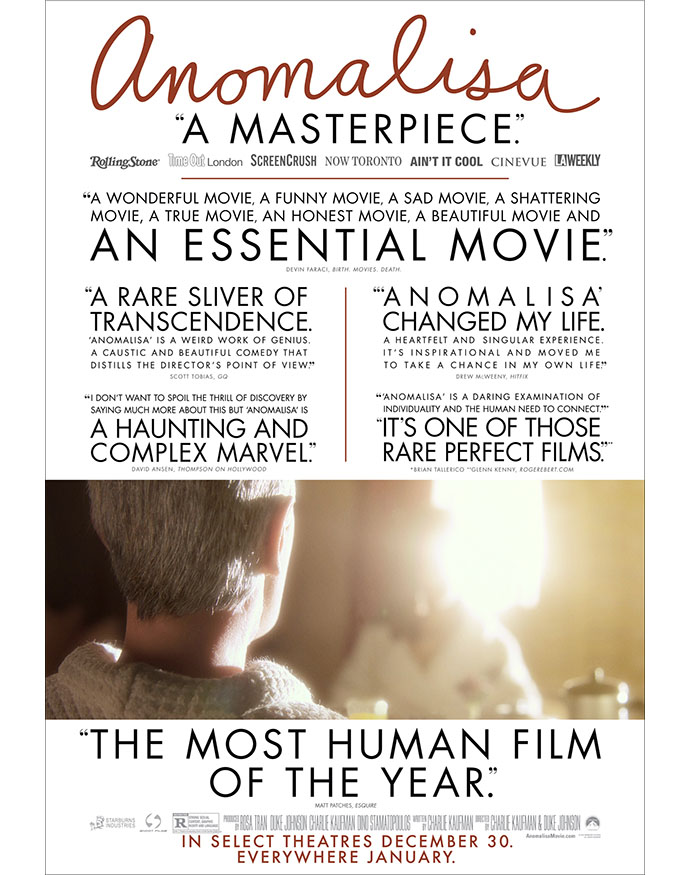 Anomalisa
“A MASTERPIECE.”
RollingStone TimeOut London SCREENCRUSH NOW TORONTO AIN'T IT COOL CINEVUE LAWEEKLY
“A WONDERFUL MOVIE, A FUNNY MOVIE, A SAD MOVIE, A SHATTERING
MOVIE, A TRUE MOVIE, AN HONEST MOVIE, A BEAUTIFUL MOVIE AND
AN ESSENTIAL MOVIE.”
DEVIN FARACI, BIRTH. MOVIES. DEATH.
“A RARE SLIVER OF
TRANSCENDENCE.
‘ANOMALISA’ IS A WEIRD WORK OF GENIUS.
A CAUSTIC AND BEAUTIFUL COMEDY THAT
DISTILLS THE DIRECTOR'S POINT OF VIEW.”
SCOTT TOBIAS, GQ
“I DON'T WANT TO SPOIL THE THRILL OF DISCOVERY BY
SAYING MUCH MORE ABOUT THIS BUT ‘ANOMALISA’ IS
A HAUNTING AND
COMPLEX MARVEL.”
DAVID ANSEN, THOMPSON ON HOLLYWOOD
“‘ANOMALISA’
CHANGED MY LIFE.
A HEARTFELT AND SINGULAR EXPERIENCE.
IT'S INSPIRATIONAL AND MOVED ME
TO TAKE A CHANCE IN MY OWN LIFE.”
DREW McWEENY, HITFIX
“‘ANOMALISA’ IS A DARING EXAMINATION OF
INDIVIDUALITY AND THE HUMAN NEED TO CONNECT.”*
“IT'S ONE OF THOSE
RARE PERFECT FILMS.”**
*BRIAN TALLERICO **GLENN KENNY, ROGEREBERT.COM
“THE MOST HUMAN FILM
OF THE YEAR.”
MATT PATCHES, ESQUIRE
STARBURNS INDUSTRIES
R
PRODUCED BY ROSA TRAN DUKE JOHNSON CHARLIE KAUFMAN DINO STAMATOPOULOS WRITTEN BY CHARLIE KAUFMAN DIRECTED BY CHARLIE KAUFMAN & DUKE JOHNSON
AnomalisaMovie.com
IN SELECT THEATRES DECEMBER 30.
EVERYWHERE JANUARY.